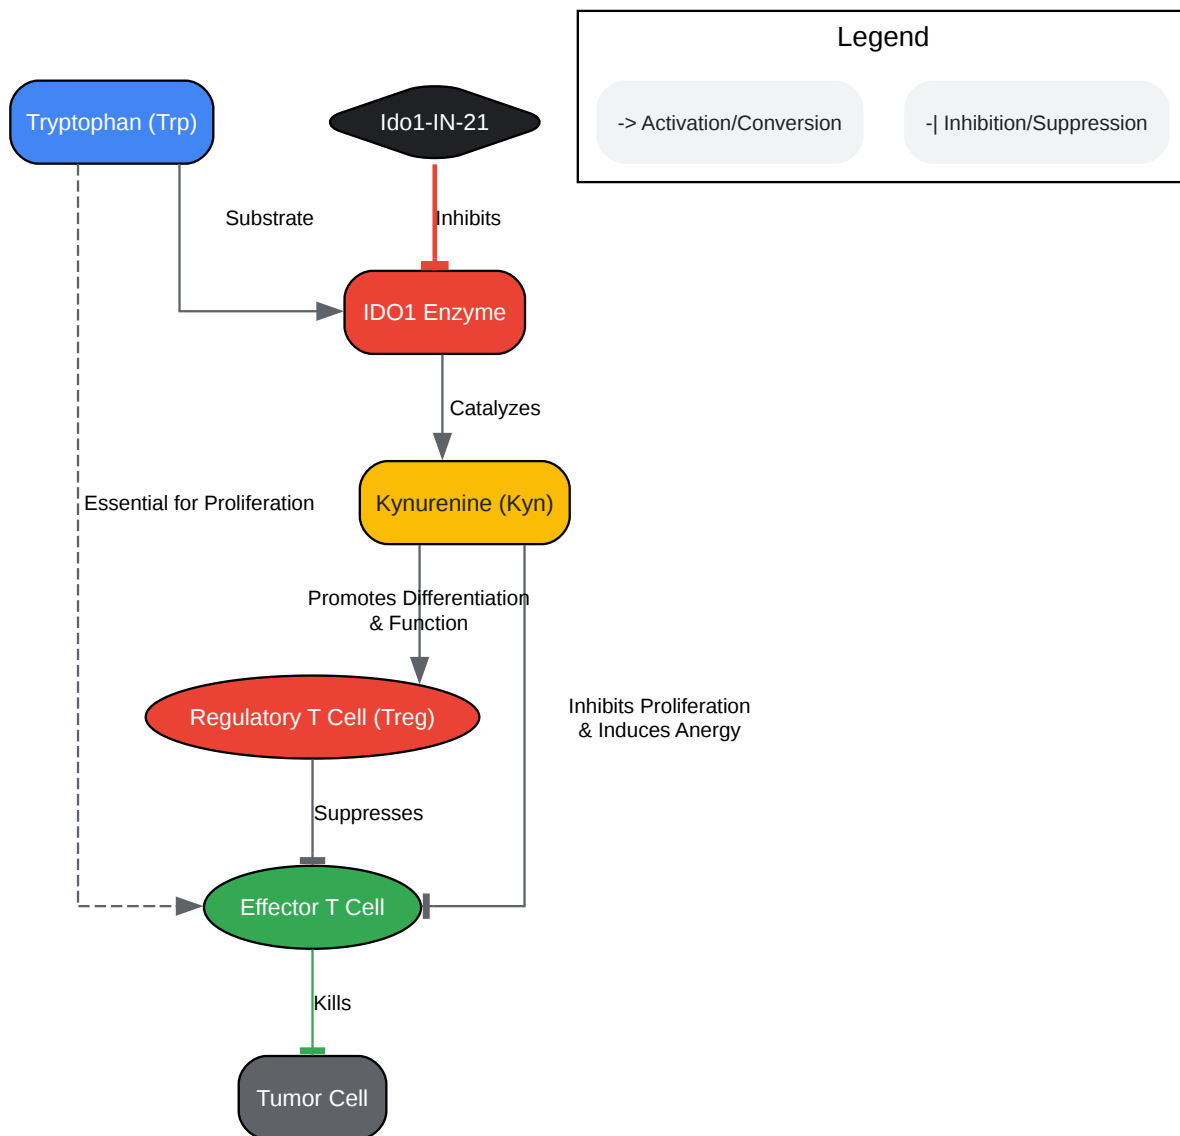 Legend
Tryptophan (Trp)
Ido1-IN-21
-> Activation/Conversion
-| Inhibition/Suppression
Substrate
Inhibits
IDO1 Enzyme
Catalyzes
Kynurenine (Kyn)
Essential for Proliferation
Promotes Differentiation
& Function
Regulatory T Cell (Treg)
Inhibits Proliferation
& Induces Anergy
Suppresses
Effector T Cell
Kills
Tumor Cell